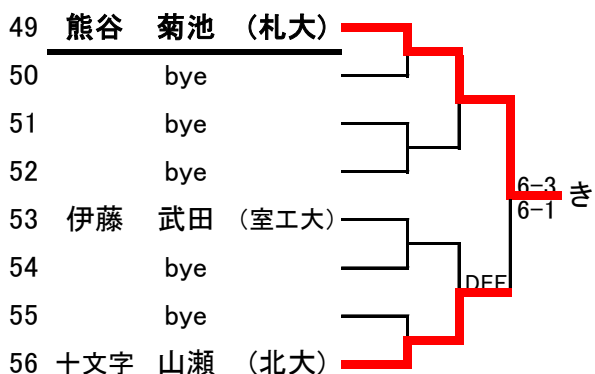 49 熊谷 菊池 (札大)
50 bye
51 bye
52 bye
6-3
き
53 伊藤 武田 (室工大)
6-1
54 bye
DEF
55 bye
56 十文字 山瀬 (北大)